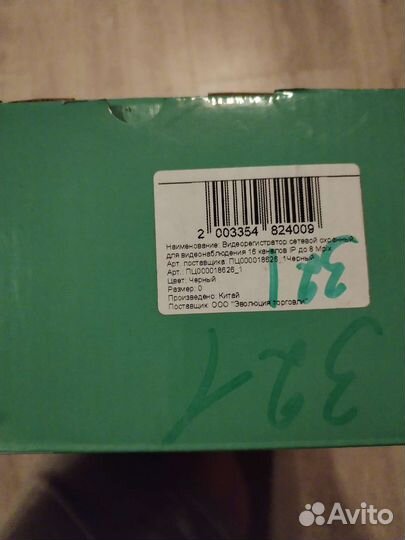 2 003354 824009
Наименование: Видеорегистратор сетевой охранный
для видеонаблюдения 16 каналов IP до 8 Mpix
Арт. поставщика: ПЦ000018626_1Черный
Арт.: ПЦ000018626_1
Цвет: Черный
Размер: 0
Произведено: Китай
Поставщик: ООО "Эволюция торговли"
321
321
Avito